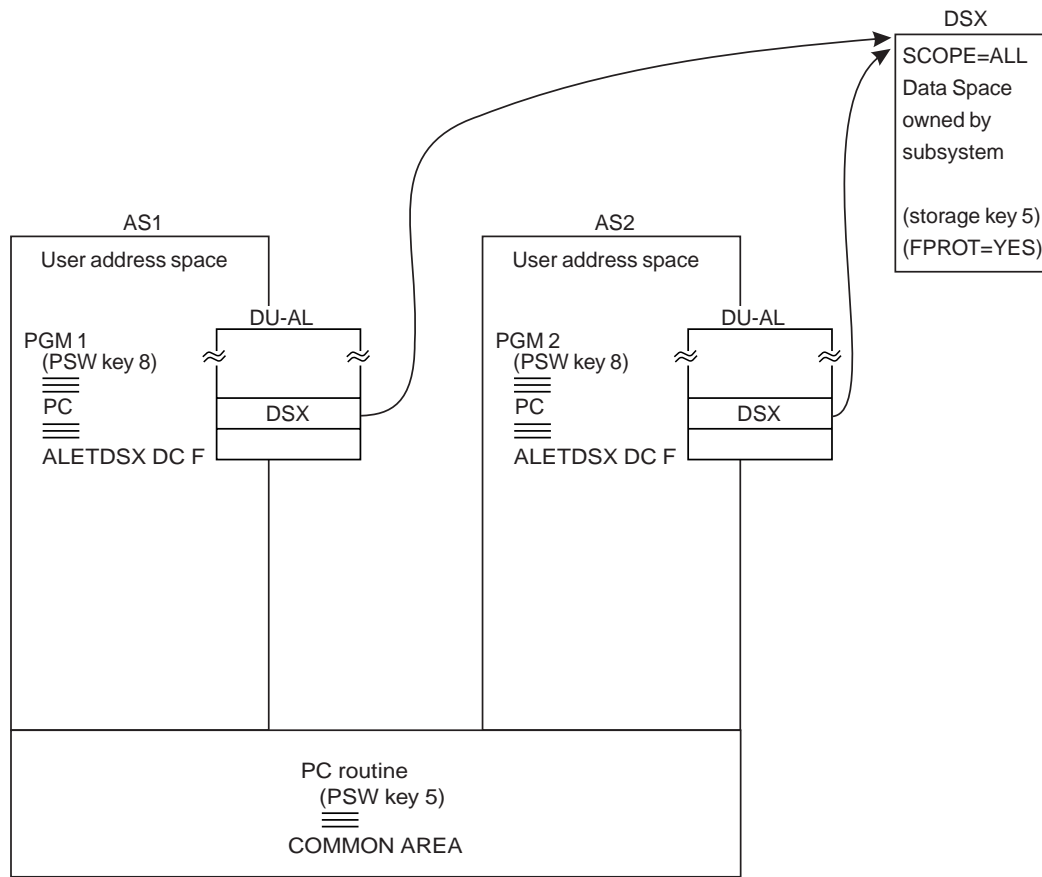 DSX
SCOPE=ALL
Data Space
owned by
subsystem
(storage key 5)
(FPROT=YES)
AS1
User address space
DU-AL
PGM 1
(PSW key 8)
PC
DSX
ALETDSX DC F
AS2
User address space
DU-AL
PGM 2
(PSW key 8)
PC
DSX
ALETDSX DC F
PC routine
(PSW key 5)
COMMON AREA